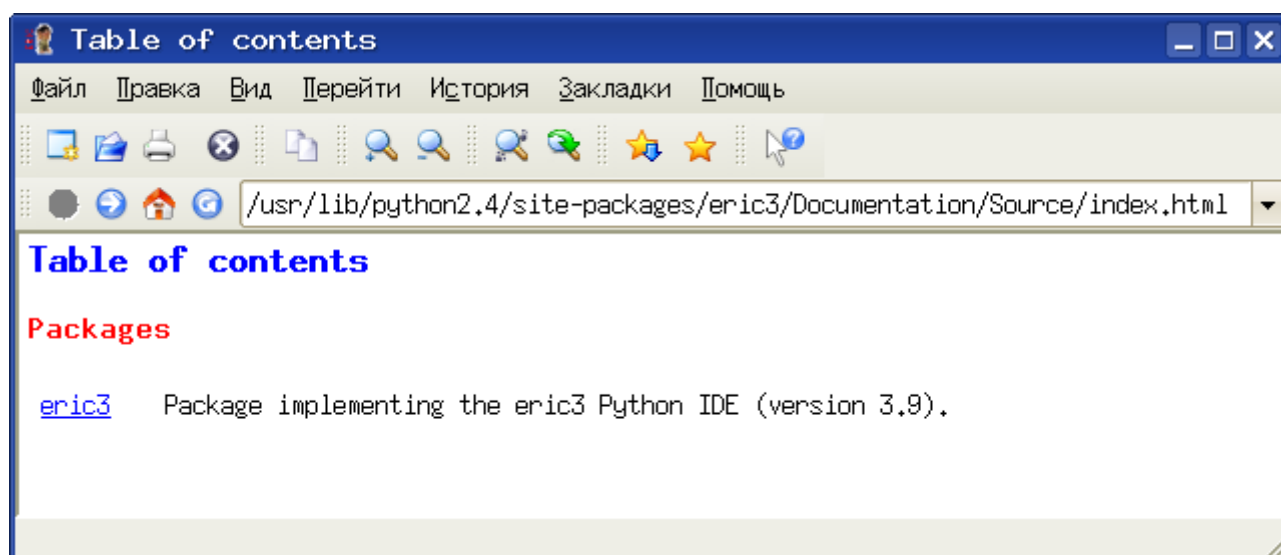 Table of contents
Файл Правка Вид Перейти История Закладки Помощь
/usr/lib/python2.4/site-packages/eric3/Documentation/Source/index.html
Table of contents
Packages
eric3 Package implementing the eric3 Python IDE (version 3.9).